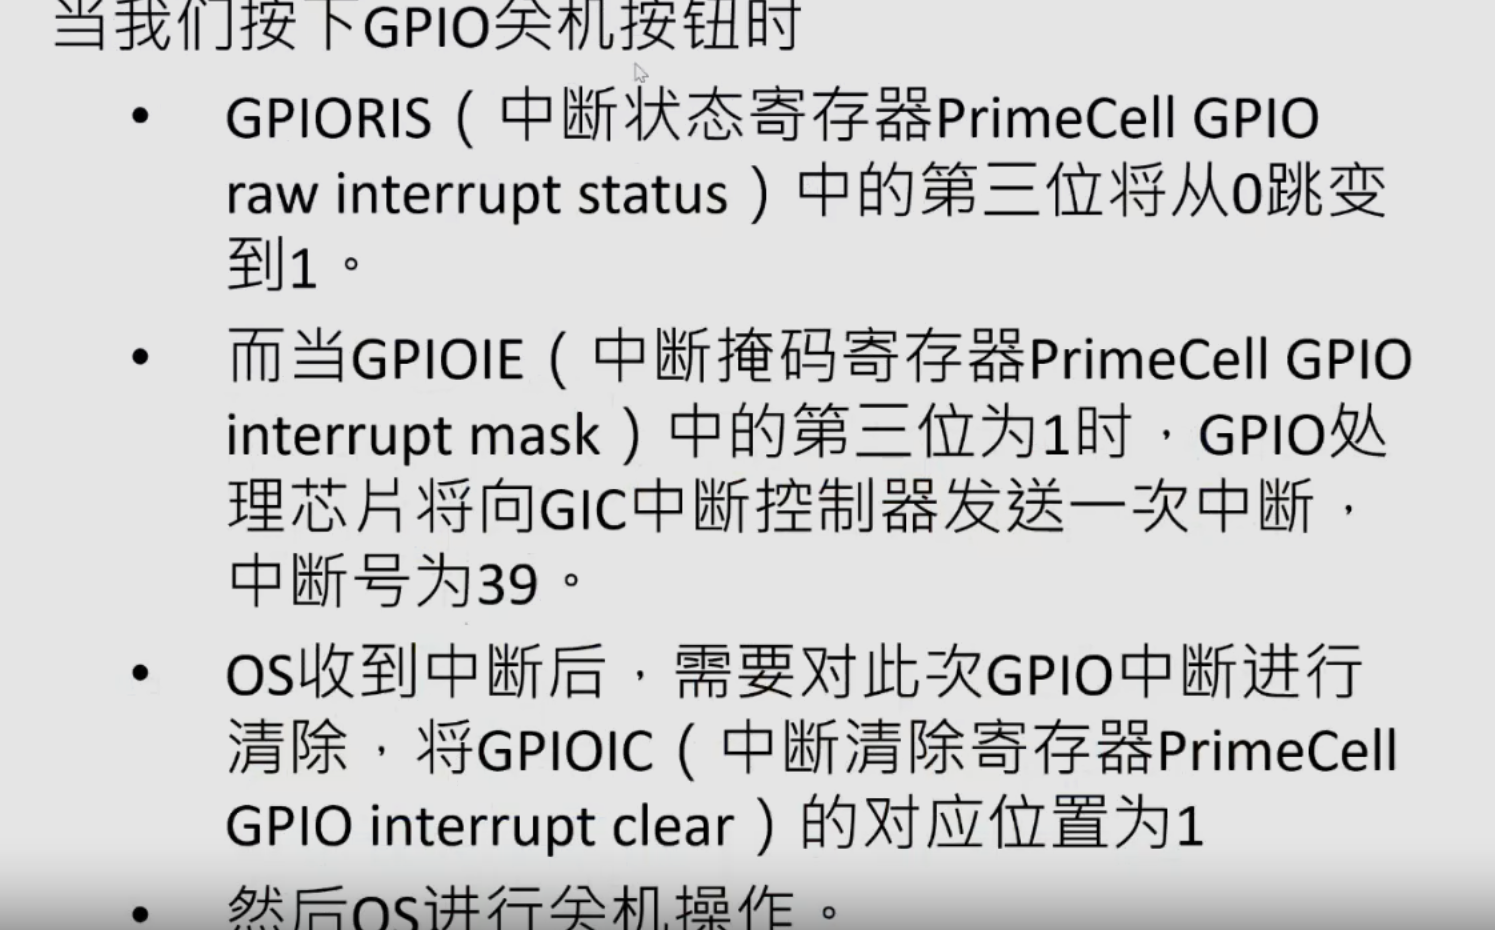 当我们按下GPIO关机按钮时
• GPIORIS（中断状态寄存器PrimeCell GPIO
raw interrupt status）中的第三位将从0跳变
到1。
• 而当GPIOIE（中断掩码寄存器PrimeCell GPIO
interrupt mask）中的第三位为1时，GPIO处
理芯片将向GIC中断控制器发送一次中断，
中断号为39。
• OS收到中断后，需要对此次GPIO中断进行
清除，将GPIOIC（中断清除寄存器PrimeCell
GPIO interrupt clear）的对应位置为1
• 然后OS进行关机操作。